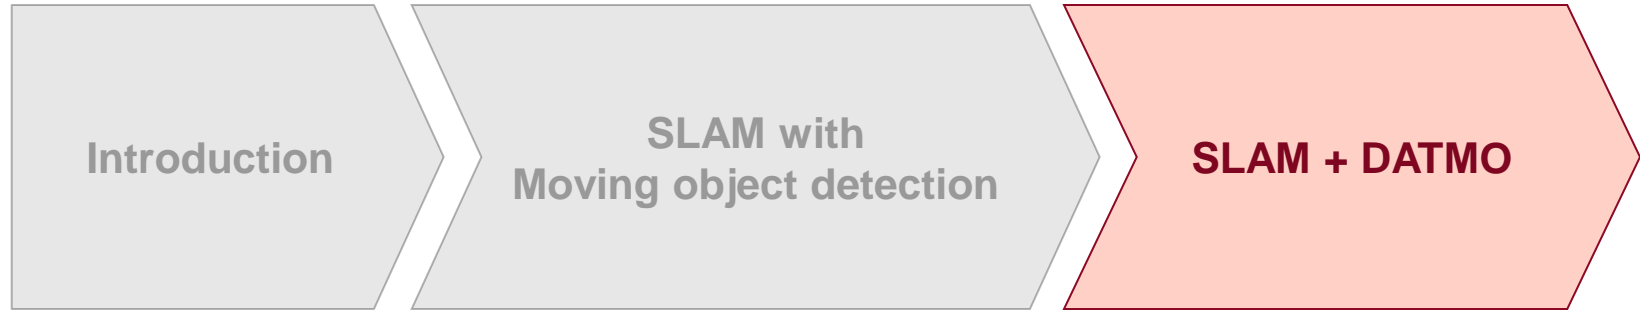 Introduction
SLAM with
Moving object detection
SLAM + DATMO